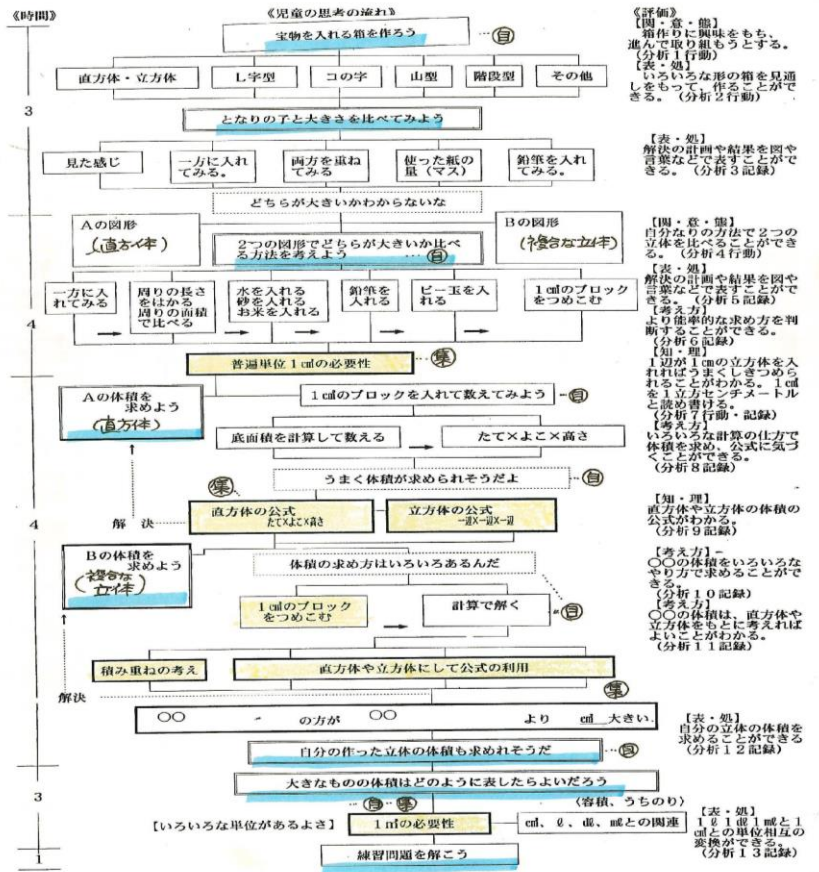 《時間》
《児童の思考の流れ》
《評価》
宝物を入れる箱を作ろう
自
直方体・立方体
L字型
コの字
山型
階段型
その他
【関・意・態】
箱作りに興味をもち、
進んで取り組もうとする。
(分析1行動)
【表・処】
いろいろな形の箱を見通
しをもって、作ることがで
きる。(分析2行動)
3
となりの子と大きさを比べてみよう
見た感じ
一方に入れ
てみる。
両方を重ね
てみる
使った紙の
量(マス)
鉛筆を入れ
てみる。
【表・処】
解決の計画や結果を図や
言葉などで表すことができ
る。(分析3記録)
どちらが大きいかわからないな
Aの図形
(直方体)
2つの図形でどちらが大きいか比べ
る方法を考えよう
自
Bの図形
(複合な立体)
【関・意・態】
自分なりの方法で2つの
立体を比べることができ
る。(分析4行動)
4
一方に入
れてみる
周りの長さ
をはかる
周りの面積
で比べる
水を入れる
砂を入れる
お米を入れる
鉛筆を
入れる
ビー玉を入
れる
1㎤のブロック
をつめこむ
【表・処】
解決の計画や結果を図や
言葉などで表すことができ
る。(分析5記録)
【考え方】
より能率的な求め方を判
断することができる。
(分析6記録)
普遍単位1㎤の必要性
集
【知・理】
1辺が1cmの立方体を入
れればうまくしきつめら
れることがわかる。1㎤
を1立方センチメートル
と読め書ける。
(分析7行動・記録)
Aの体積を
求めよう
(直方体)
1㎤のブロックを入れて数えてみよう
自
底面積を計算して数える
たて×よこ×高さ
【考え方】
いろいろな計算の仕方で
体積を求め、公式に気づ
くことができる。
(分析8記録)
うまく体積が求められそうだよ
自
集
4
解決
直方体の公式
たて×よこ×高さ
立方体の公式
一辺×一辺×一辺
【知・理】
直方体や立方体の体積の
公式がわかる。
(分析9記録)
Bの体積を
求めよう
(複合な
立体)
体積の求め方はいろいろあるんだ
1㎤のブロック
をつめこむ
計算で解く
自
【考え方】
○○の体積をいろいろな
やり方で求めることがで
きる。
(分析10記録)
【考え方】
○○の体積は、直方体や
立方体をもとに考えれば
よいことがわかる。
(分析11記録)
積み重ねの考え
直方体や立方体にして公式の利用
解決
集
○○ の方が ○○ より ㎤ 大きい.
自分の作った立体の体積も求めれそうだ
自
【表・処】
自分の立体の体積を
求めることができる
(分析12記録)
3
大きなものの体積はどのように表したらよいだろう
自・集
(容積、うちのり)
【いろいろな単位があるよさ】
1㎥の必要性
㎤、ℓ、dℓ、mℓとの関連
【表・処】
1ℓ1dℓ1mℓと1
㎤との単位相互の
変換ができる。
(分析13記録)
1
練習問題を解こう